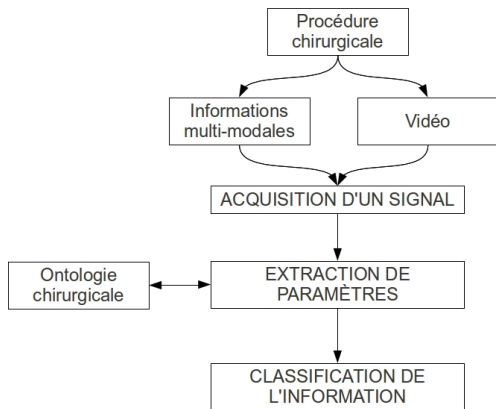 Procédure
chirurgicale
Informations
multi-modales
Vidéo
ACQUISITION D'UN SIGNAL
Ontologie
chirurgicale
EXTRACTION DE
PARAMÈTRES
CLASSIFICATION DE
L'INFORMATION